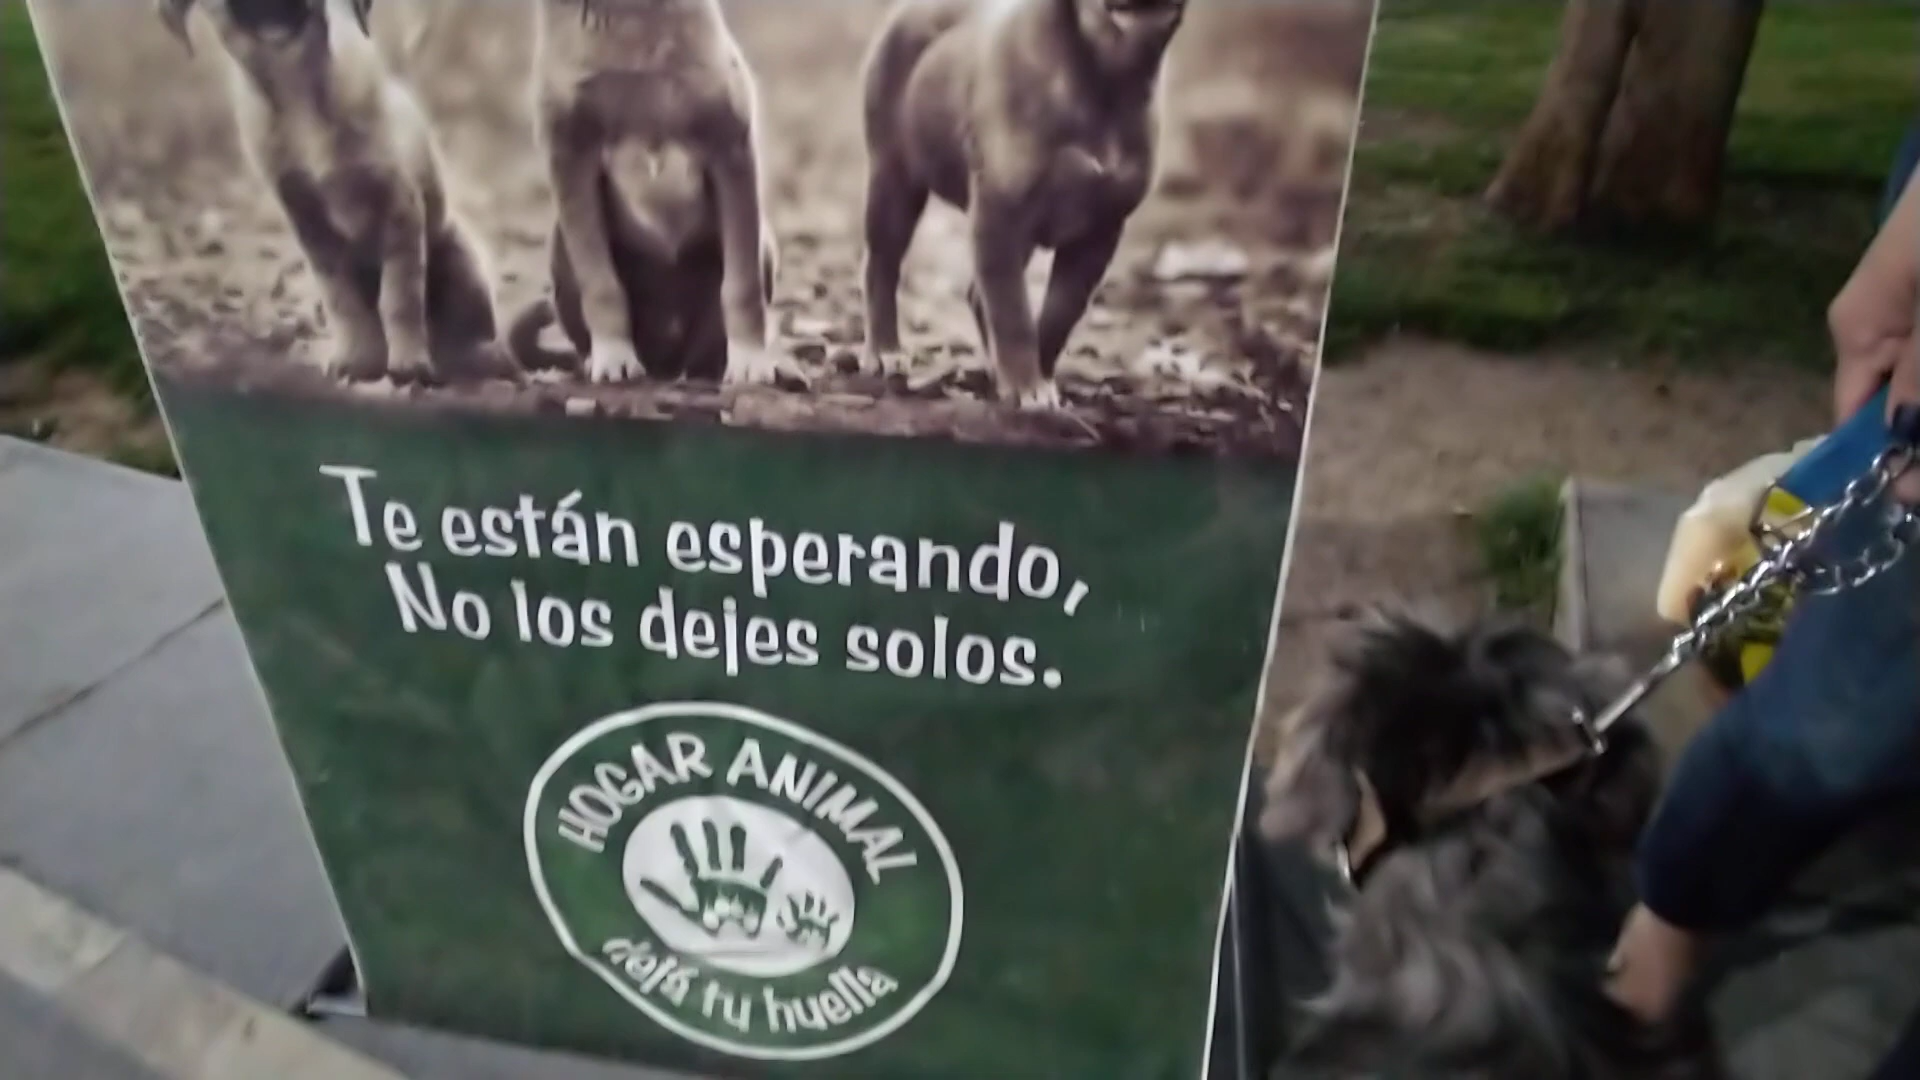 Te están esperando,
No los dejes solos.
HOGAR ANIMAL
dejá tu huella